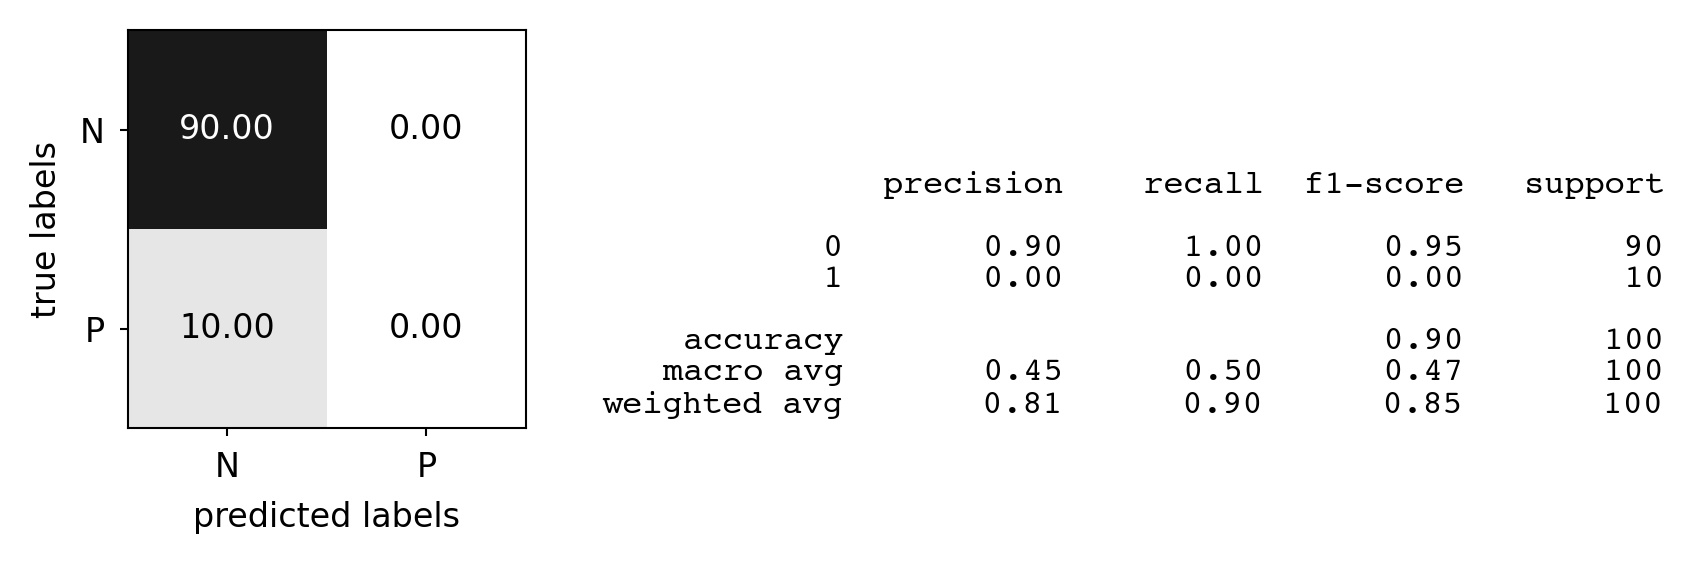 true labels
N
90.00 0.00
P
10.00 0.00
N P
predicted labels
precision recall f1-score support
0 0.90 1.00 0.95 90
1 0.00 0.00 0.00 10
accuracy 0.90 100
macro avg 0.45 0.50 0.47 100
weighted avg 0.81 0.90 0.85 100